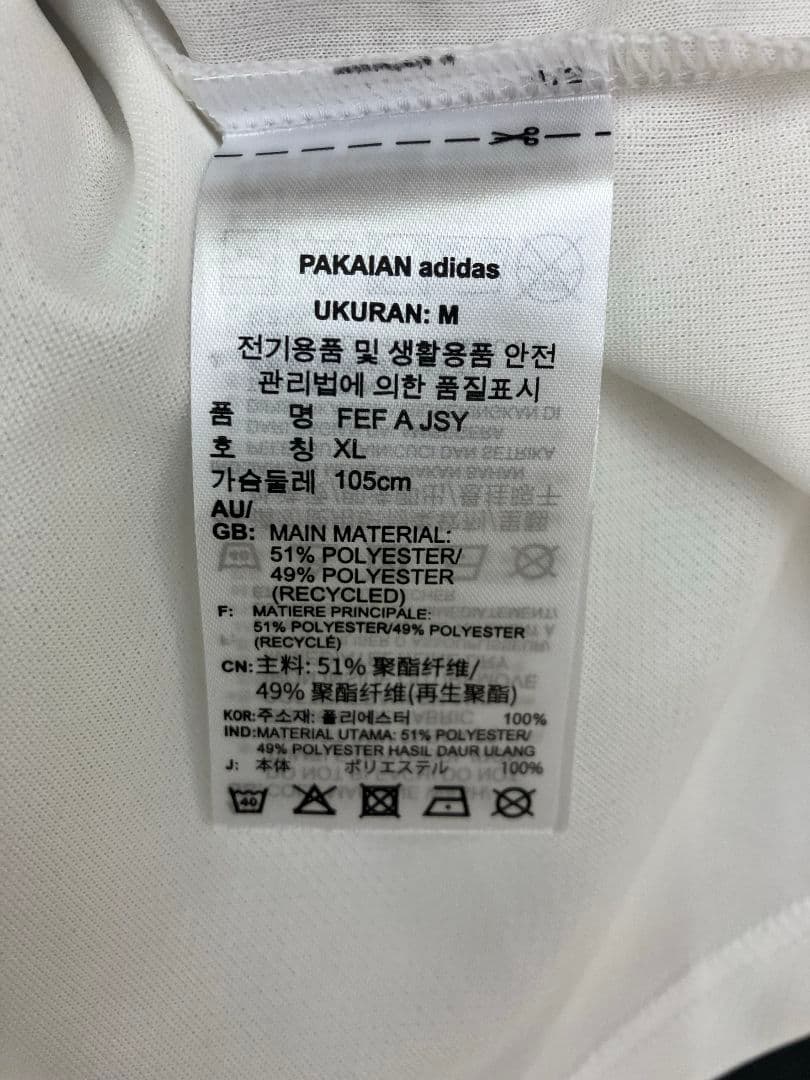 PAKAIAN adidas
UKURAN: M
전기용품 및 생활용품 안전
관리법에 의한 품질표시
품 명 FEF A JSY
호 칭 XL
가슴둘레 105cm
AU/
GB: MAIN MATERIAL:
51% POLYESTER/
49% POLYESTER
(RECYCLED)
F: MATIERE PRINCIPALE:
51% POLYESTER/49% POLYESTER
(RECYCLÉ)
CN: 主料: 51% 聚酯纤维/
49% 聚酯纤维(再生聚酯)
KOR: 주소재: 폴리에스터 100%
IND: MATERIAL UTAMA: 51% POLYESTER/
49% POLYESTER HASIL DAUR ULANG
J: 本体 ポリエステル 100%
40